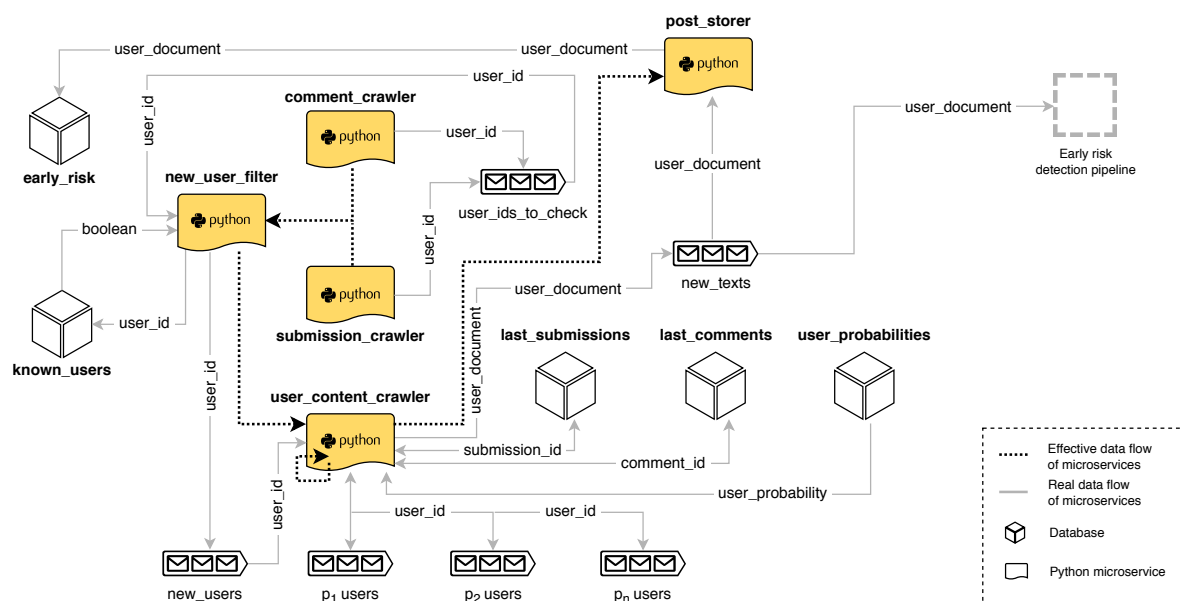 post_storer
user_document
user_document
python
user_id
comment_crawler
python
user_id
user_id
user_document
Early risk
detection pipeline
early_risk
new_user_filter
python
user_document
user_ids_to_check
boolean
user_id
new_texts
python
user_document
submission_crawler
user_id
known_users
last_submissions
last_comments
user_probabilities
user_document
user_id
user_content_crawler
python
submission_id
comment_id
user_probability
user_id
user_id
user_id
new_users
p1 users
p2 users
pn users
Effective data flow
of microservices
Real data flow
of microservices
Database
Python microservice